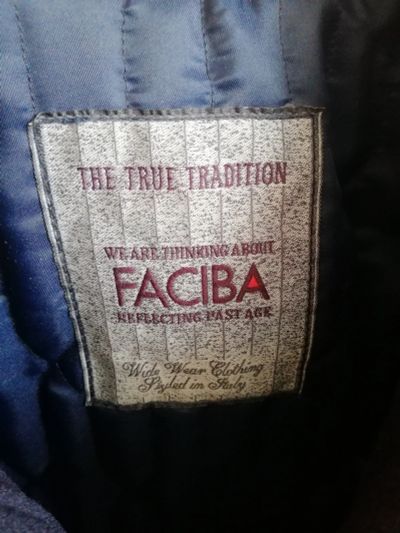 THE TRUE TRADITION
WE ARE THINKING ABOUT
FACIBA
REFLECTING PAST AGE
Wide Wear Clothing
Styled in Italy